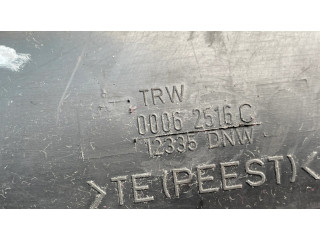 TRW
0006 2516 C
12335 DNW
>TE(PEEST)<